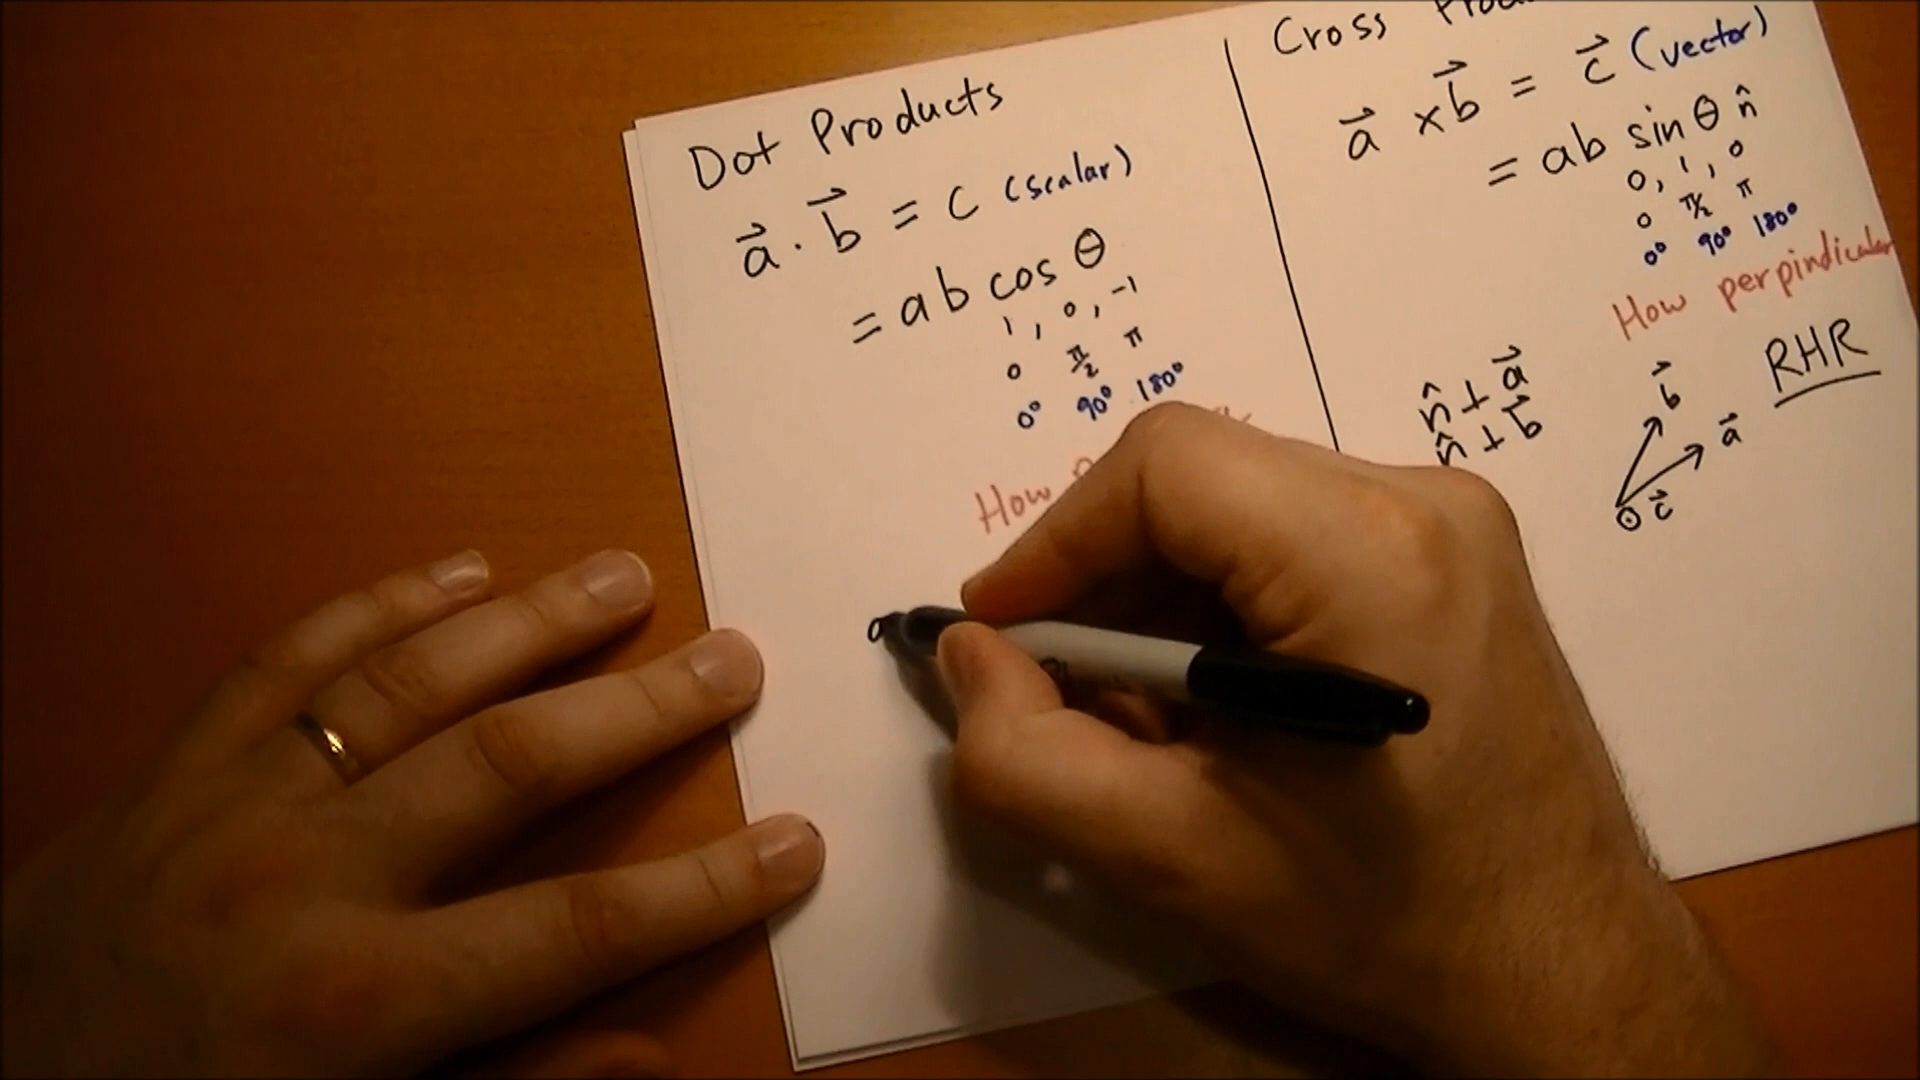 Dot Products
a⃗ · b⃗ = c (scalar)
= ab cos θ
1, 0, -1
0 π/2 π
0° 90° 180°
How
a
Cross
a⃗ × b⃗ = c⃗ (vector)
= ab sin θ n̂
0, 1, 0
0 π/2 π
0° 90° 180°
How perpindicular
n̂ ⊥ a⃗
n̂ ⊥ b⃗
b⃗
a⃗
c⃗
RHR